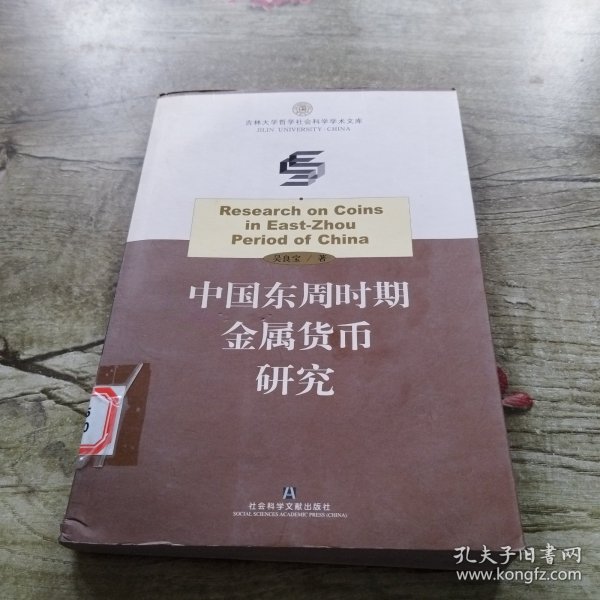 吉林大学哲学社会科学学术文库
JILIN UNIVERSITY·CHINA
Research on Coins
in East-Zhou
Period of China
吴良宝/著
中国东周时期
金属货币
研究
社会科学文献出版社
SOCIAL SCIENCES ACADEMIC PRESS (CHINA)
孔夫子旧书网
www.kongfz.com